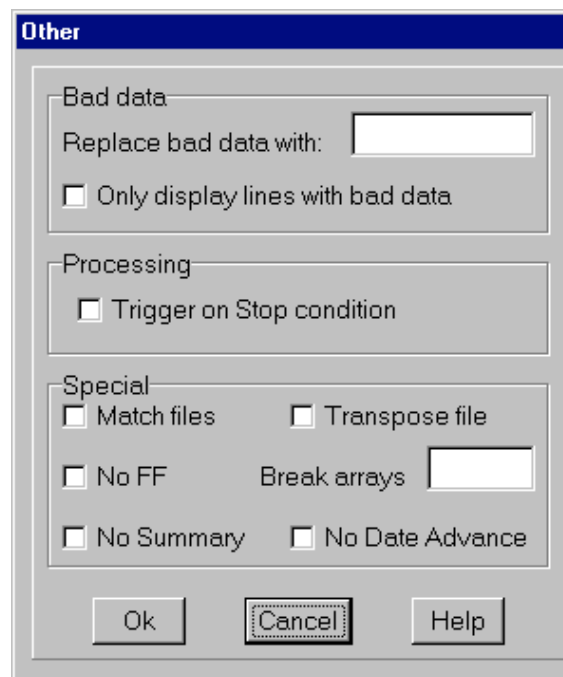 Other
Bad data
Replace bad data with:
Only display lines with bad data
Processing
Trigger on Stop condition
Special
Match files Transpose file
No FF Break arrays
No Summary No Date Advance
Ok Cancel Help